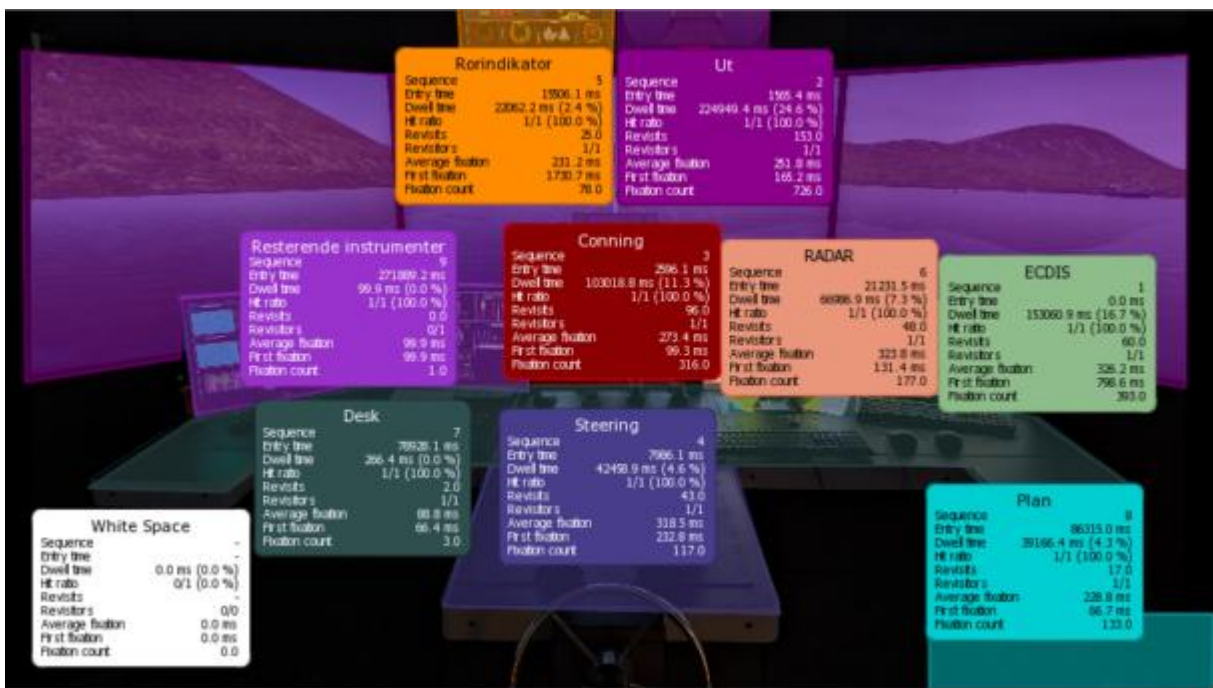 Rorindikator
Sequence 5
Entry time 15506.1 ms
Dwell time 22062.2 ms (2.4 %)
Hit ratio 1/1 (100.0 %)
Revisits 25.0
Revisitors 1/1
Average fixation 231.2 ms
First fixation 1730.7 ms
Fixation count 78.0
Ut
Sequence 2
Entry time 1565.4 ms
Dwell time 224949.4 ms (24.6 %)
Hit ratio 1/1 (100.0 %)
Revisits 153.0
Revisitors 1/1
Average fixation 251.8 ms
First fixation 165.2 ms
Fixation count 726.0
Resterende instrumenter
Sequence 9
Entry time 271889.2 ms
Dwell time 99.9 ms (0.0 %)
Hit ratio 1/1 (100.0 %)
Revisits 0.0
Revisitors 0/1
Average fixation 99.9 ms
First fixation 99.9 ms
Fixation count 1.0
Conning
Sequence 3
Entry time 2596.1 ms
Dwell time 103018.8 ms (11.3 %)
Hit ratio 1/1 (100.0 %)
Revisits 96.0
Revisitors 1/1
Average fixation 273.4 ms
First fixation 99.3 ms
Fixation count 316.0
RADAR
Sequence 6
Entry time 21231.5 ms
Dwell time 66986.9 ms (7.3 %)
Hit ratio 1/1 (100.0 %)
Revisits 48.0
Revisitors 1/1
Average fixation 323.8 ms
First fixation 131.4 ms
Fixation count 177.0
ECDIS
Sequence 1
Entry time 0.0 ms
Dwell time 153060.9 ms (16.7 %)
Hit ratio 1/1 (100.0 %)
Revisits 60.0
Revisitors 1/1
Average fixation 326.2 ms
First fixation 798.6 ms
Fixation count 393.0
Desk
Sequence 7
Entry time 78928.1 ms
Dwell time 266.4 ms (0.0 %)
Hit ratio 1/1 (100.0 %)
Revisits 2.0
Revisitors 1/1
Average fixation 88.8 ms
First fixation 66.4 ms
Fixation count 3.0
Steering
Sequence 4
Entry time 7986.1 ms
Dwell time 42458.9 ms (4.6 %)
Hit ratio 1/1 (100.0 %)
Revisits 43.0
Revisitors 1/1
Average fixation 318.5 ms
First fixation 232.8 ms
Fixation count 117.0
White Space
Sequence -
Entry time -
Dwell time 0.0 ms (0.0 %)
Hit ratio 0/1 (0.0 %)
Revisits -
Revisitors 0/0
Average fixation 0.0 ms
First fixation 0.0 ms
Fixation count 0.0
Plan
Sequence 8
Entry time 86315.0 ms
Dwell time 39166.4 ms (4.3 %)
Hit ratio 1/1 (100.0 %)
Revisits 17.0
Revisitors 1/1
Average fixation 228.8 ms
First fixation 66.7 ms
Fixation count 133.0